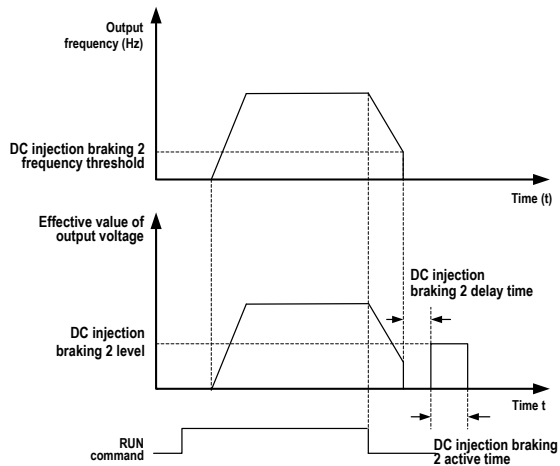 Output
frequency (Hz)
DC injection braking 2
frequency threshold
Time (t)
Effective value of
output voltage
DC injection
braking 2 delay time
DC injection
braking 2 level
Time t
RUN
command
DC injection braking
2 active time